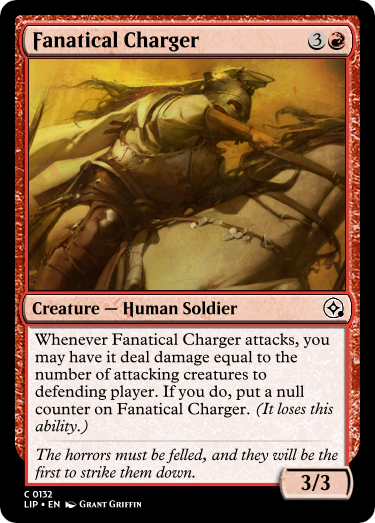 Fanatical Charger 3
Creature — Human Soldier
Whenever Fanatical Charger attacks, you
may have it deal damage equal to the
number of attacking creatures to
defending player. If you do, put a null
counter on Fanatical Charger. (It loses this
ability.)
The horrors must be felled, and they will be the
first to strike them down.
3/3
C 0132
LIP • EN GRANT GRIFFIN